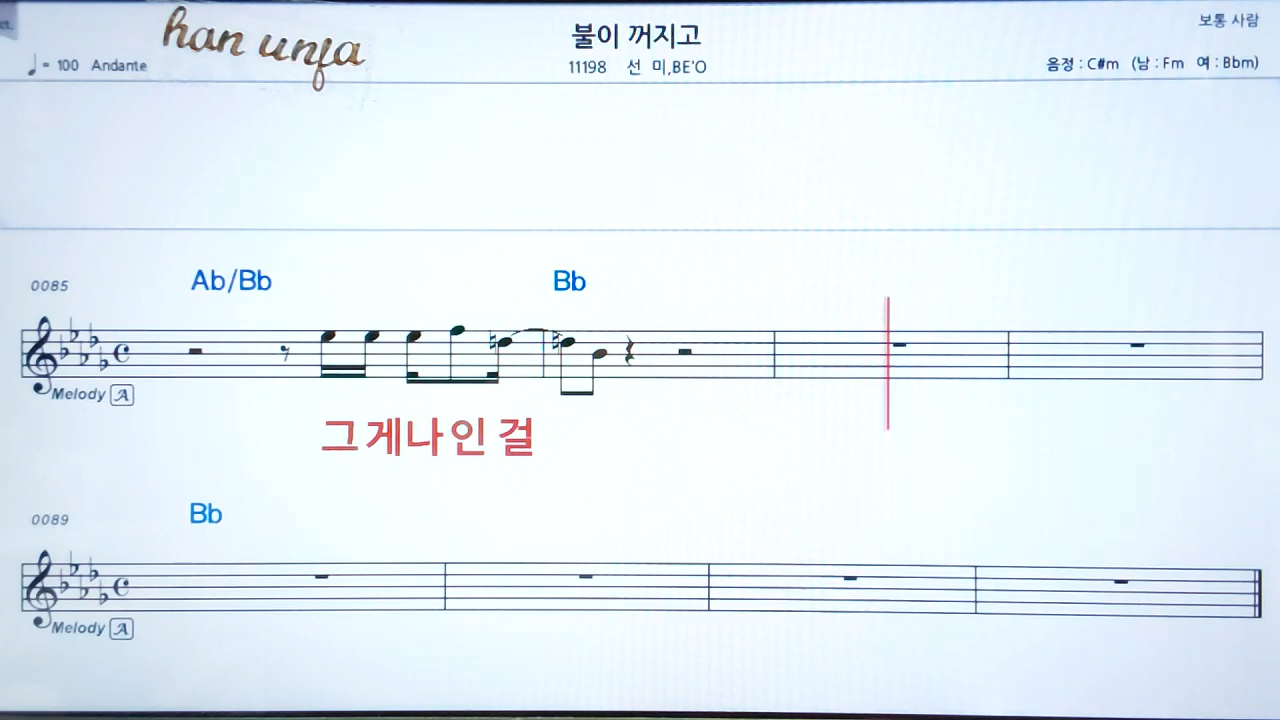 han unfa
불이 꺼지고
보통 사람
♩= 100 Andante
11198 선 미,BE'O
음정 : C#m (남 : Fm 여 : Bbm)
0085
Ab/Bb
Bb
Melody A
그게나인 걸
0089
Bb
Melody A